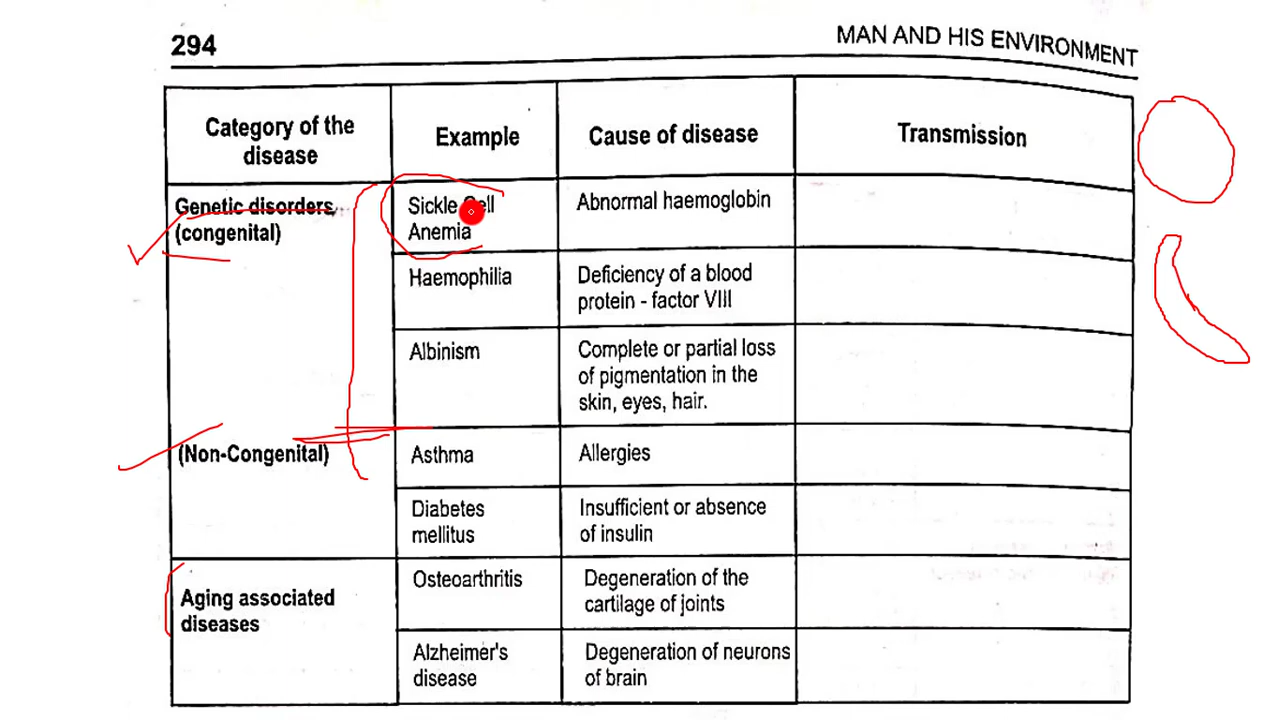 294
MAN AND HIS ENVIRONMENT
Category of the
disease
Example
Cause of disease
Transmission
Genetic disorders
(congenital)
Sickle Cell
Anemia
Abnormal haemoglobin
Haemophilia
Deficiency of a blood
protein - factor VIII
Albinism
Complete or partial loss
of pigmentation in the
skin, eyes, hair.
(Non-Congenital)
Asthma
Allergies
Diabetes
mellitus
Insufficient or absence
of insulin
Aging associated
diseases
Osteoarthritis
Degeneration of the
cartilage of joints
Alzheimer's
disease
Degeneration of neurons
of brain